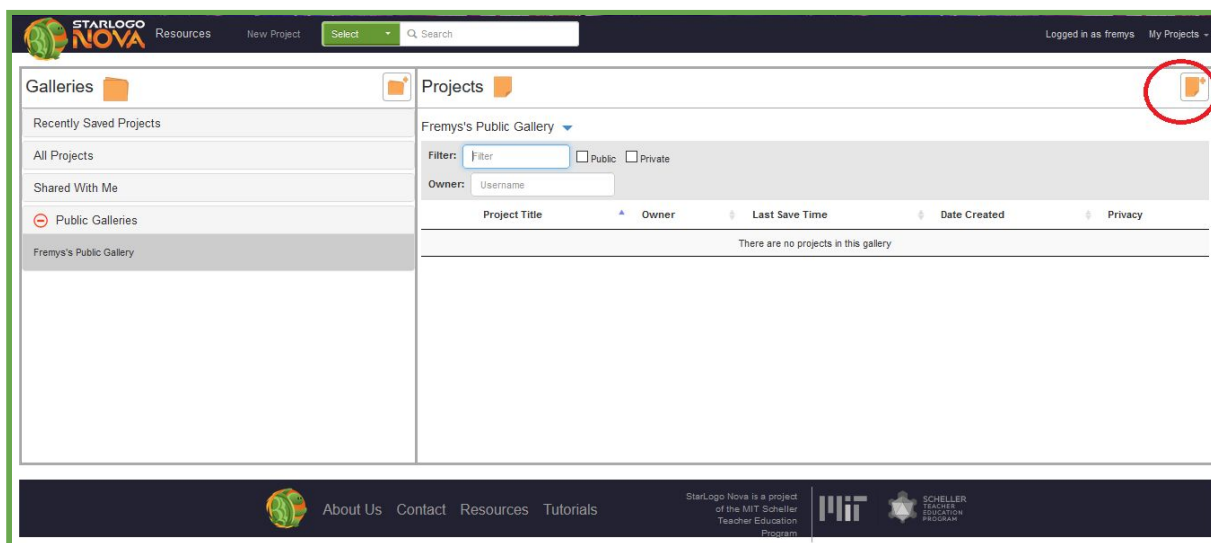 STARLOGO
NOVA
Resources New Project Select Search Logged in as fremys My Projects
Galleries
Recently Saved Projects
All Projects
Shared With Me
Public Galleries
Fremys's Public Gallery
Projects
Fremys's Public Gallery
Filter: Filter Public Private
Owner: Username
Project Title Owner Last Save Time Date Created Privacy
There are no projects in this gallery
About Us Contact Resources Tutorials
StarLogo Nova is a project
of the MIT Scheller
Teacher Education
Program
MIT
SCHELLER
TEACHER
EDUCATION
PROGRAM